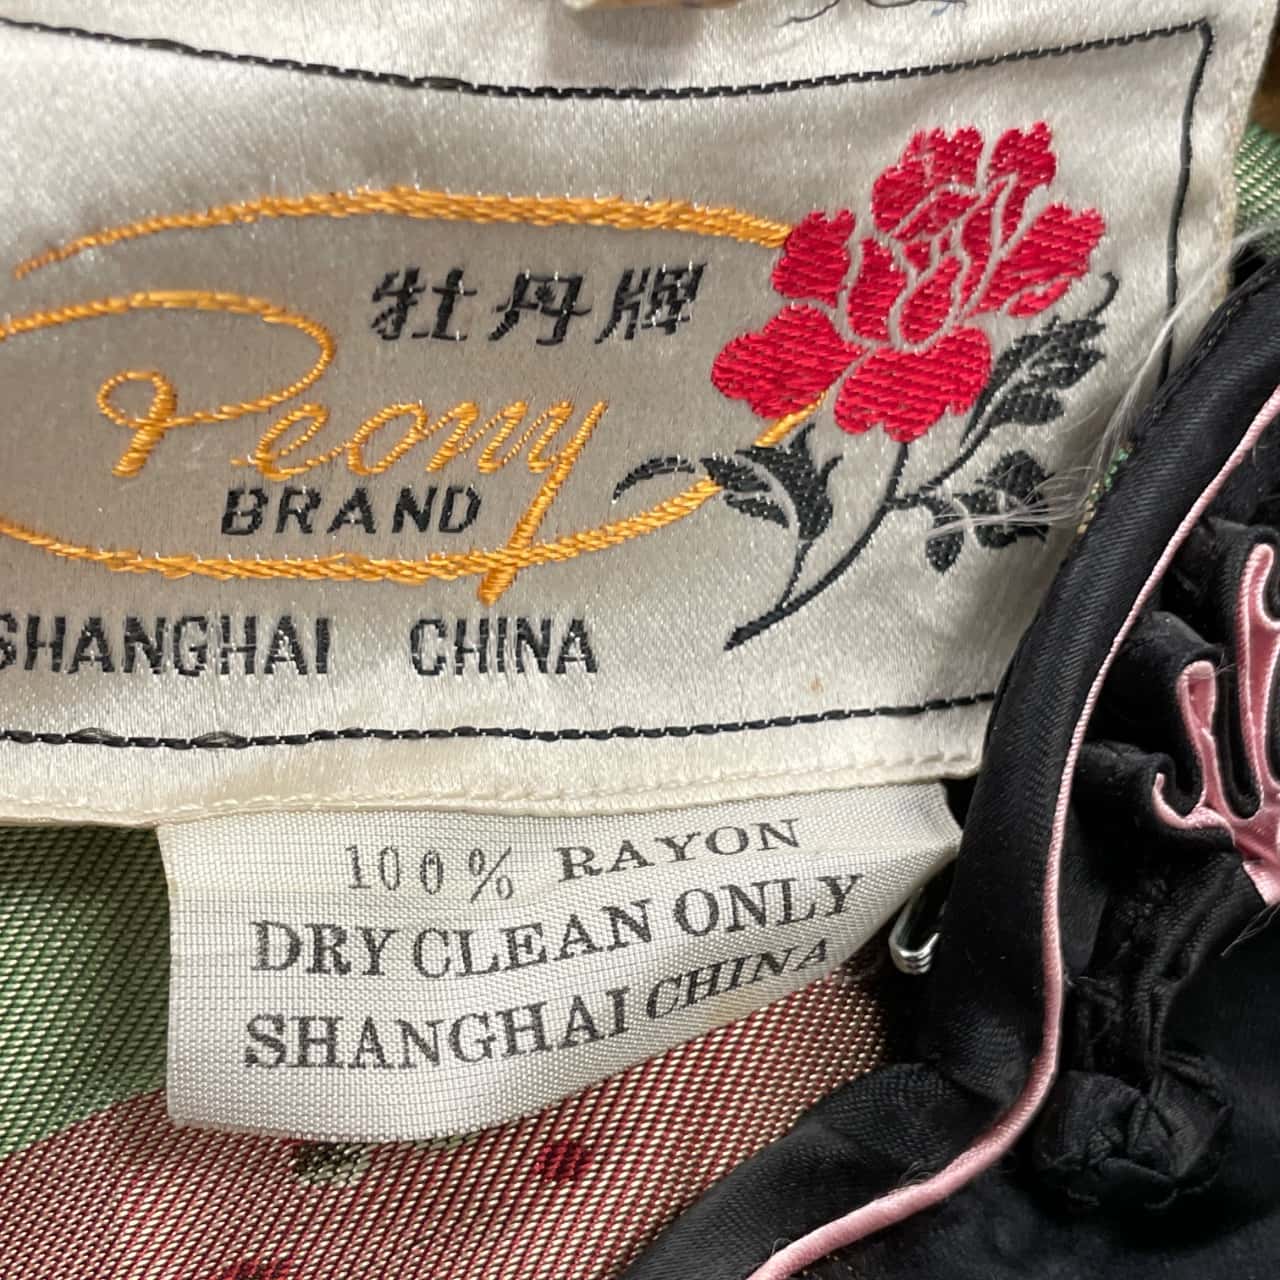 牡丹牌
Peony
BRAND
SHANGHAI CHINA
100% RAYON
DRY CLEAN ONLY
SHANGHAI CHINA